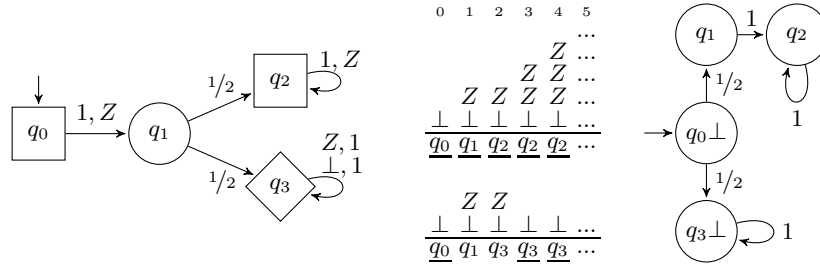 q₀
1, Z
q₁
1/2
q₂
1, Z
1/2
q₃
Z, 1
⊥, 1
0 1 2 3 4 5
...
Z ...
Z Z ...
Z Z Z Z ...
⊥ ⊥ ⊥ ⊥ ⊥ ...
q₀ q₁ q₂ q₂ q₂ ...
Z Z
⊥ ⊥ ⊥ ⊥ ⊥ ...
q₀ q₁ q₃ q₃ q₃ ...
q₁
1
q₂
1
1/2
q₀⊥
1/2
q₃⊥
1